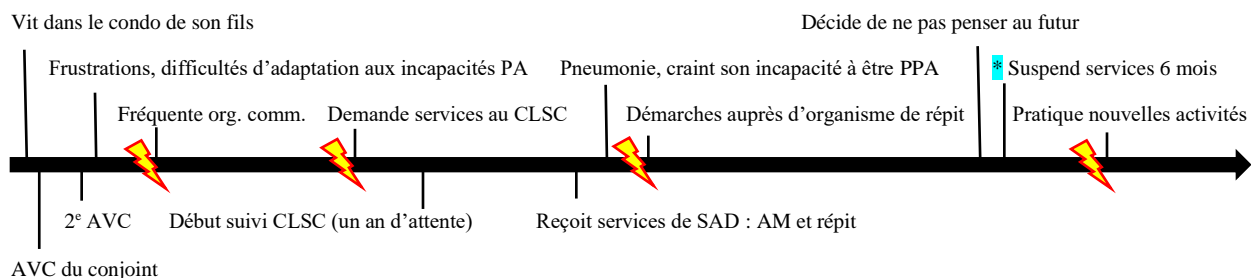 Vit dans le condo de son fils
Décide de ne pas penser au futur
Frustrations, difficultés d’adaptation aux incapacités PA
Pneumonie, craint son incapacité à être PPA
* Suspend services 6 mois
Fréquente org. comm.
Demande services au CLSC
Démarches auprès d’organisme de répit
Pratique nouvelles activités
2e AVC
Début suivi CLSC (un an d’attente)
Reçoit services de SAD : AM et répit
AVC du conjoint